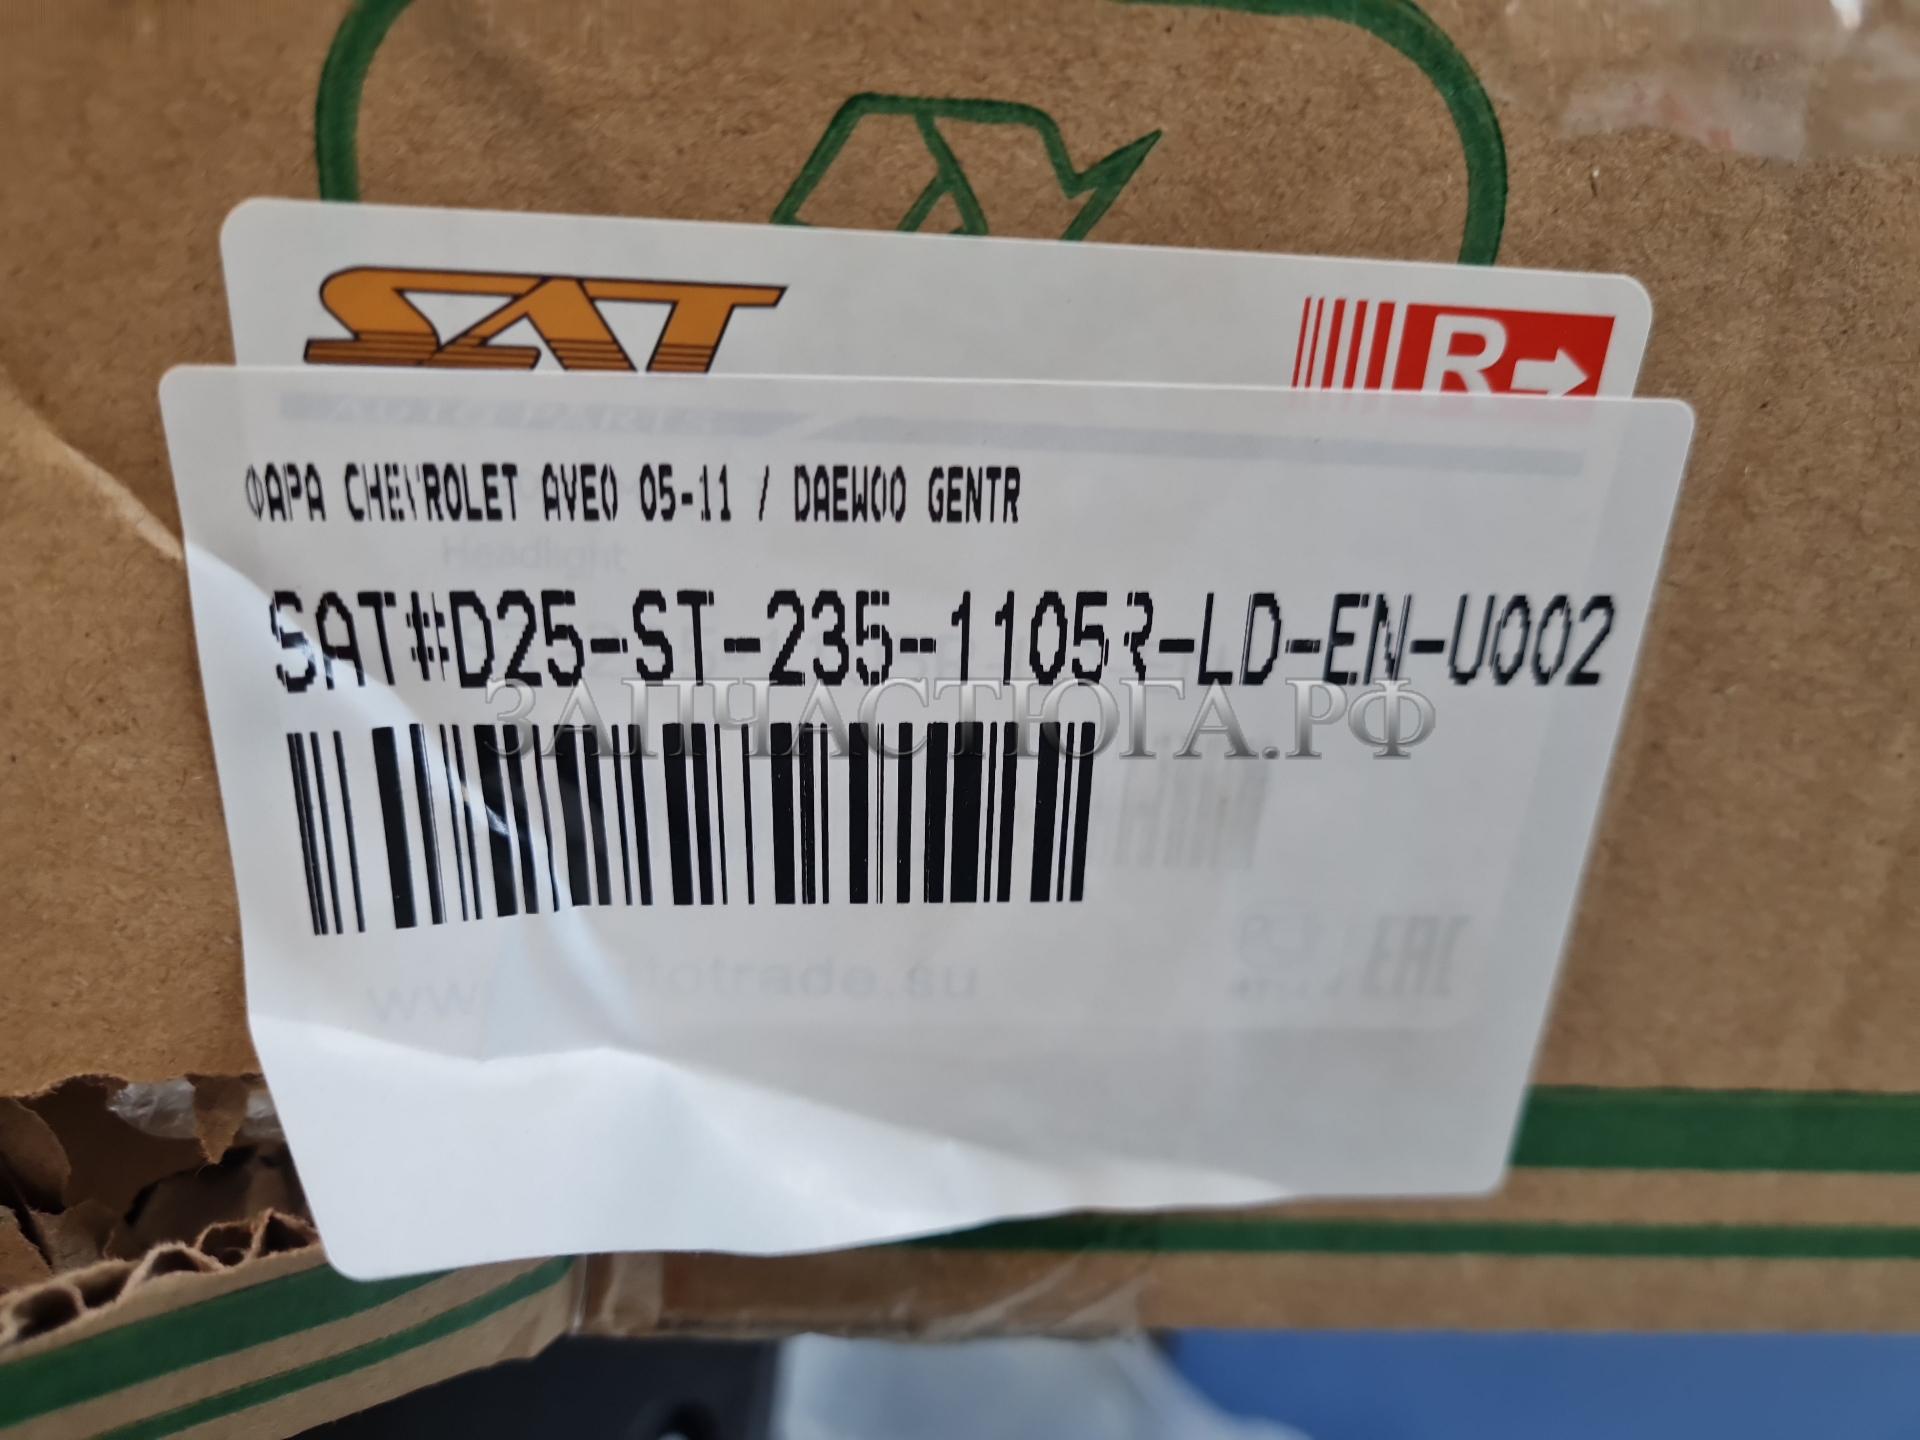 SAT
R
ФАРА CHEVROLET AVEO 05-11 / DAEWOO GENTR
Headlight
SAT#D25-ST-235-1105R-LD-EN-U002
ЗАПЧАСТЮГА.РФ
EAC